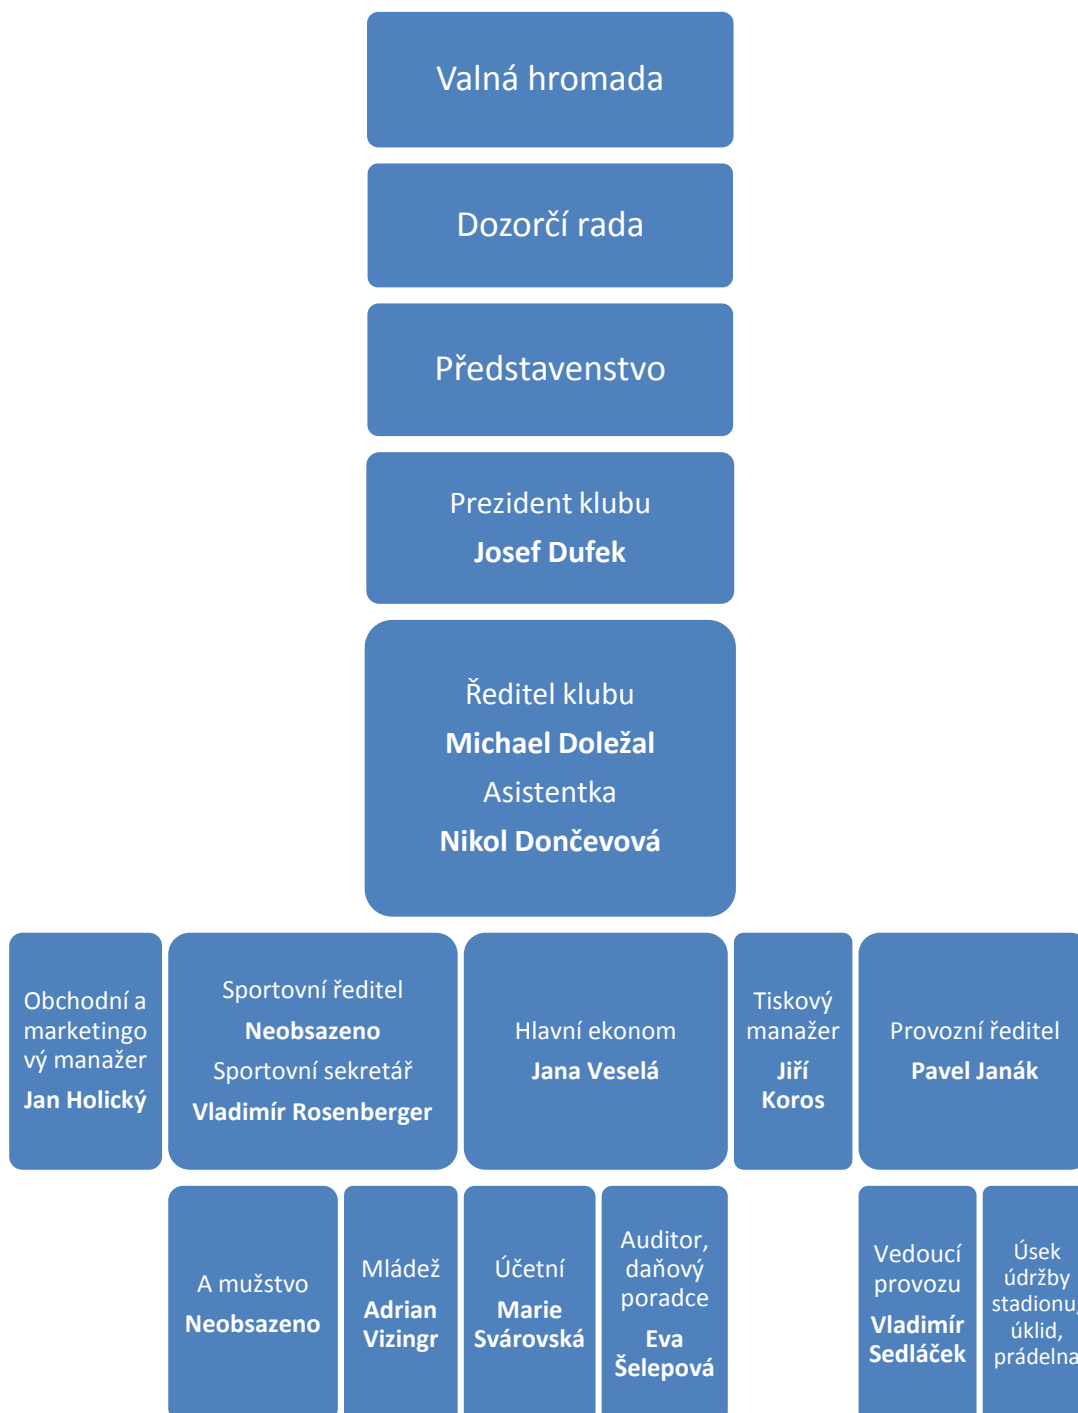 Valná hromada
Dozorčí rada
Představenstvo
Prezident klubu
Josef Dufek
Ředitel klubu
Michael Doležal
Asistentka
Nikol Dončevová
Obchodní a
marketingo
vý manažer
Jan Holický
Sportovní ředitel
Neobsazeno
Sportovní sekretář
Vladimír Rosenberger
Hlavní ekonom
Jana Veselá
Tiskový
manažer
Jiří
Koros
Provozní ředitel
Pavel Janák
A mužstvo
Neobsazeno
Mládež
Adrian
Vizingr
Účetní
Marie
Svárovská
Auditor,
daňový
poradce
Eva
Šelepová
Vedoucí
provozu
Vladimír
Sedláček
Úsek
údržby
stadionu,
úklid,
prádelna